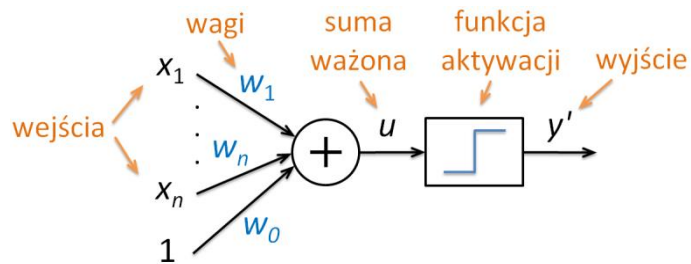 wagi
suma
ważona
funkcja
aktywacji
wyjście
wejścia
x₁
w₁
.
.
.
wₙ
xₙ
1
w₀
+
u
y'